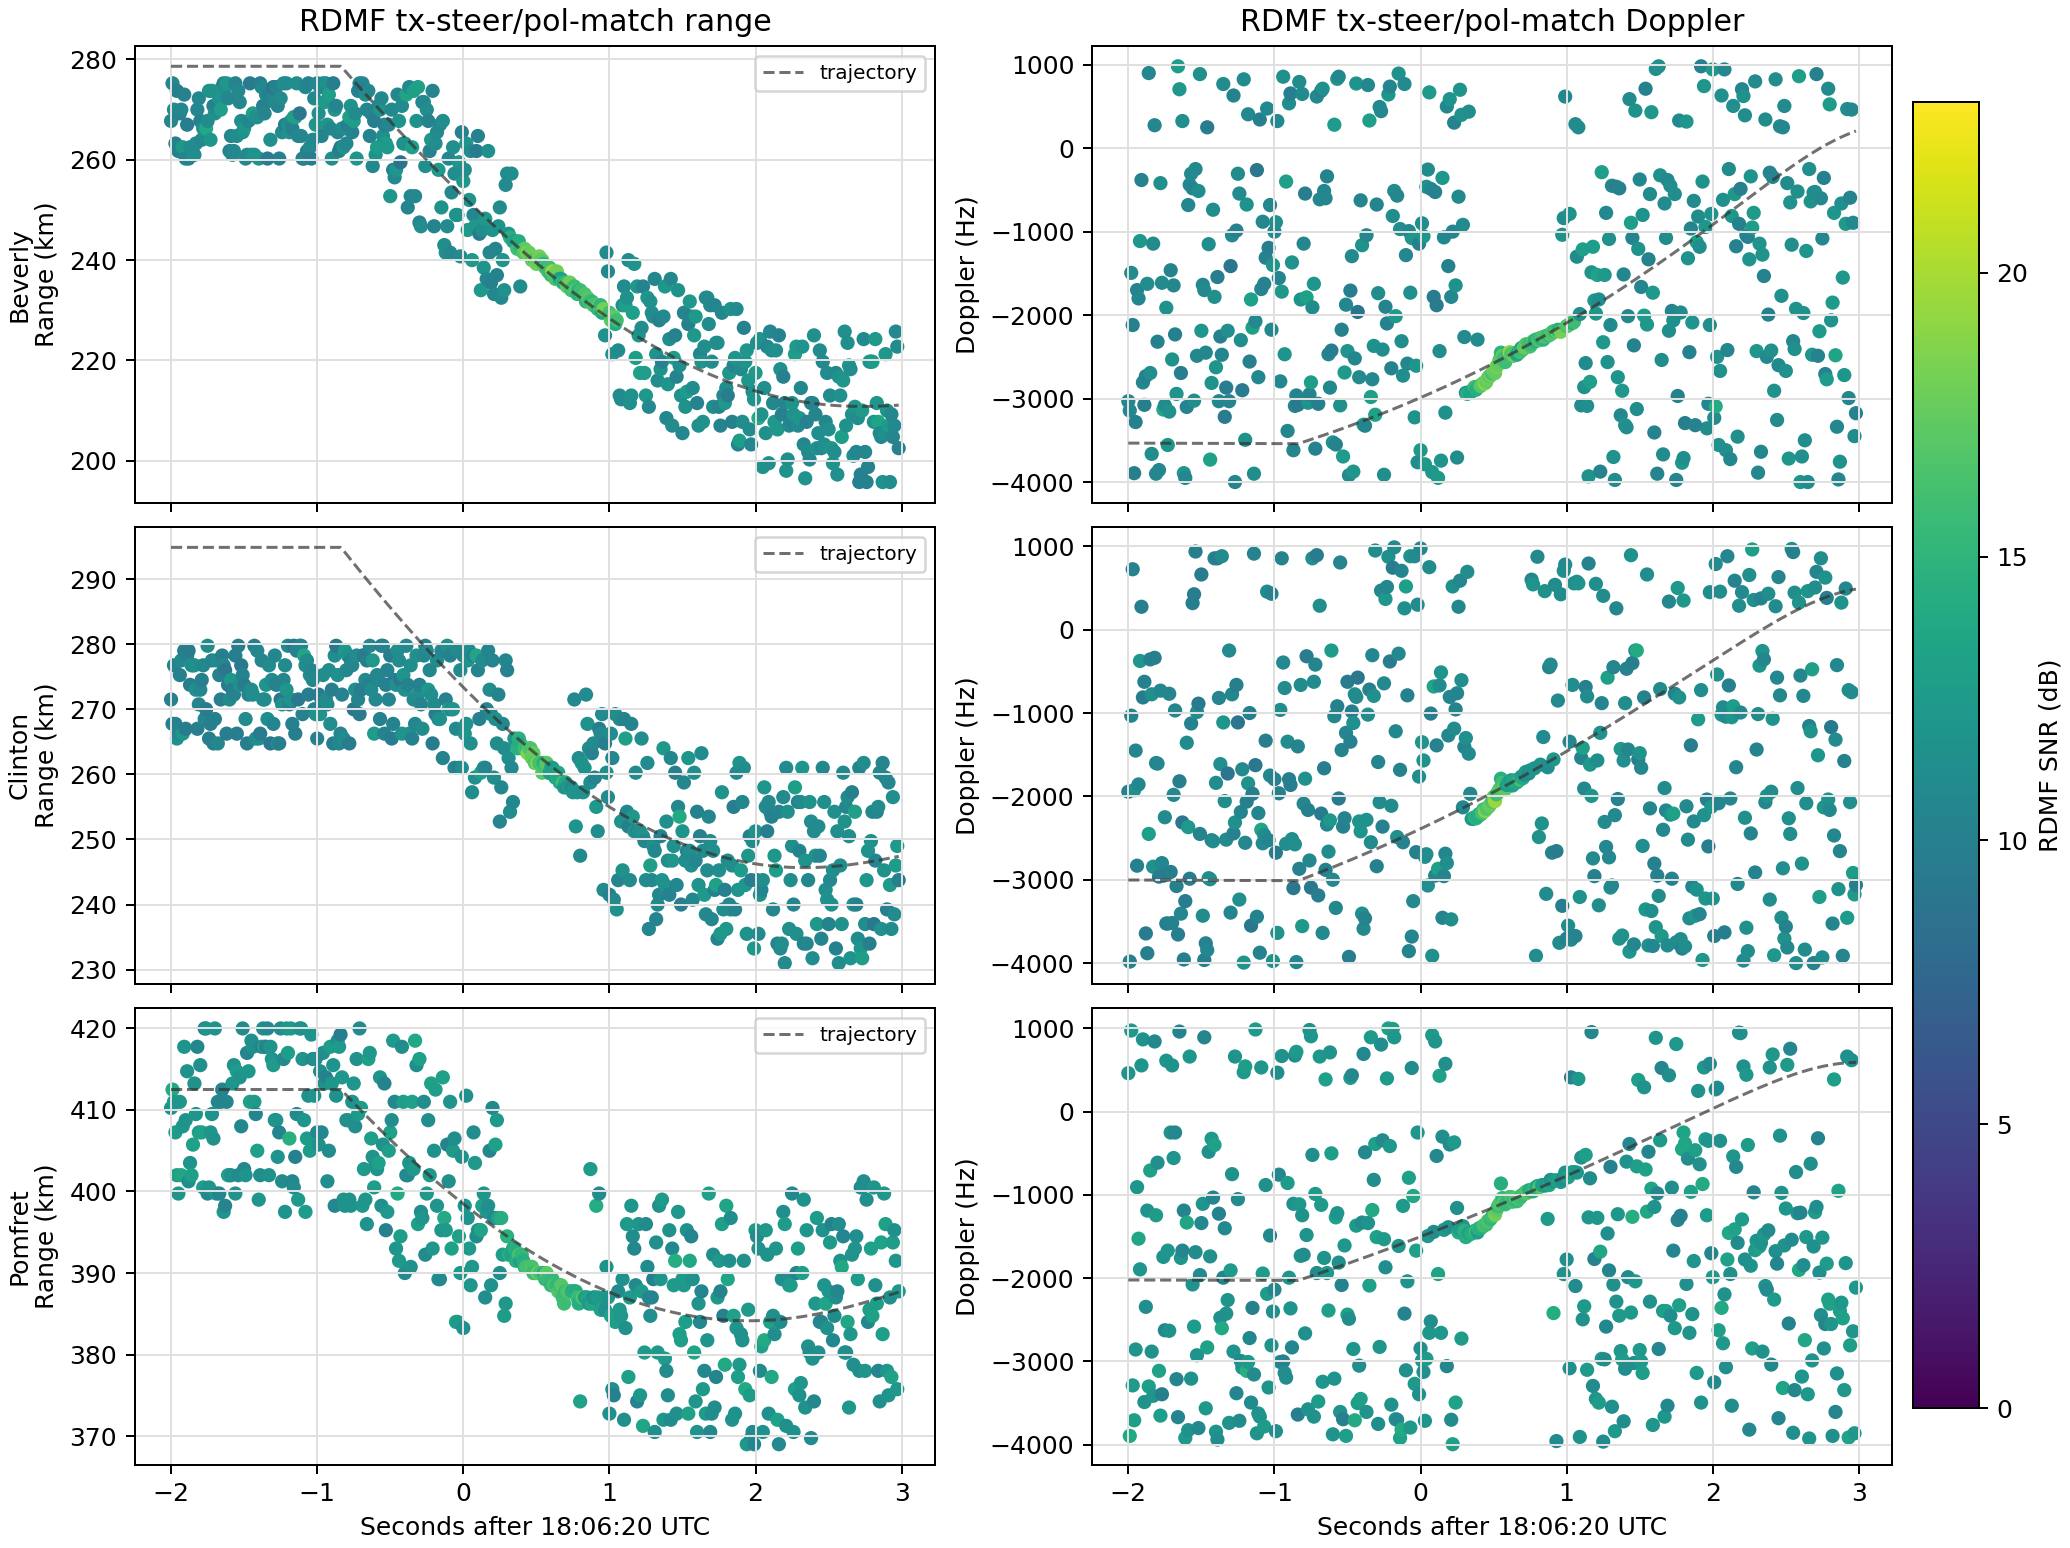 RDMF tx-steer/pol-match range
RDMF tx-steer/pol-match Doppler
280
260
240
220
200
Beverly
Range (km)
trajectory
1000
0
−1000
−2000
−3000
−4000
Doppler (Hz)
290
280
270
260
250
240
230
Clinton
Range (km)
trajectory
1000
0
−1000
−2000
−3000
−4000
Doppler (Hz)
420
410
400
390
380
370
Pomfret
Range (km)
trajectory
−2 −1 0 1 2 3
Seconds after 18:06:20 UTC
1000
0
−1000
−2000
−3000
−4000
Doppler (Hz)
−2 −1 0 1 2 3
Seconds after 18:06:20 UTC
20
15
10
5
0
RDMF SNR (dB)